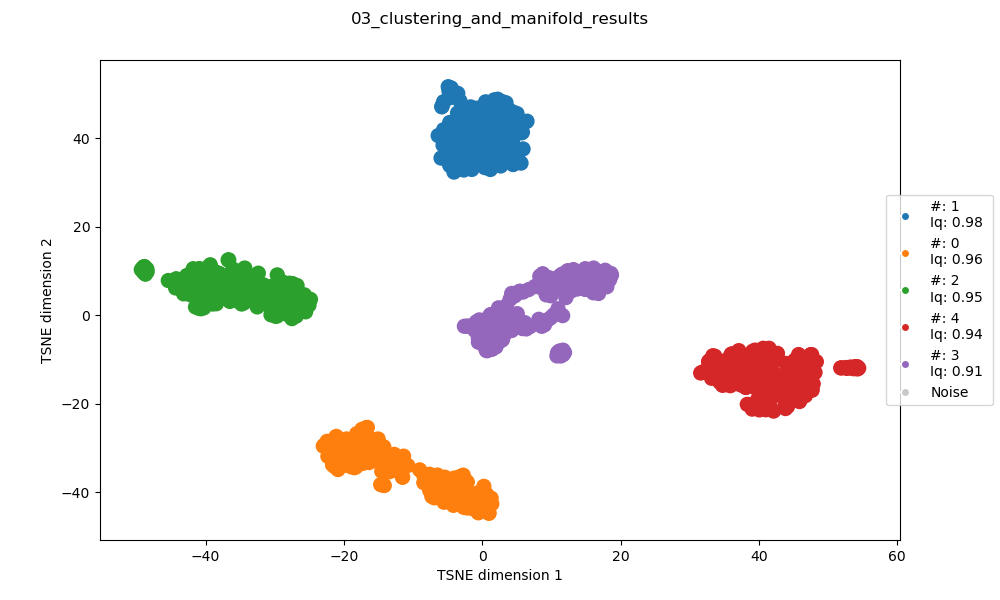 03_clustering_and_manifold_results
TSNE dimension 2
40
20
0
−20
−40
−40
−20
0
20
40
60
TSNE dimension 1
#: 1
Iq: 0.98
#: 0
Iq: 0.96
#: 2
Iq: 0.95
#: 4
Iq: 0.94
#: 3
Iq: 0.91
Noise